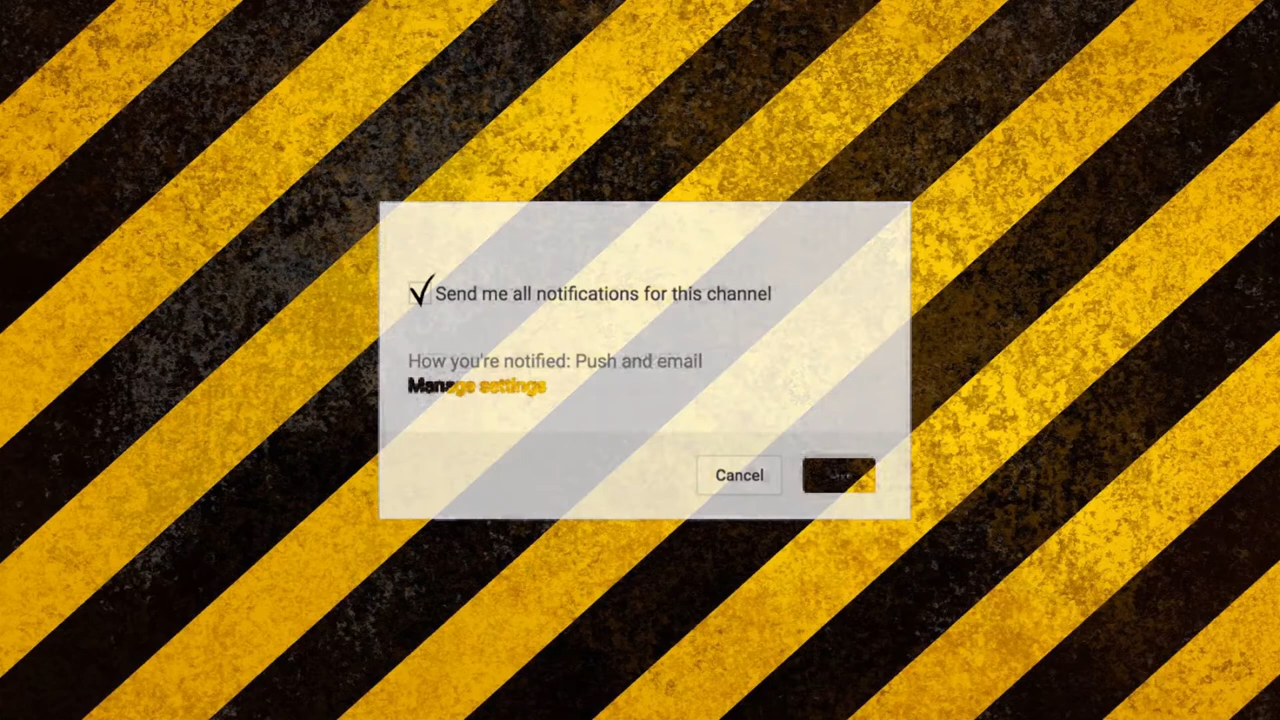 Send me all notifications for this channel
How you're notified: Push and email
Manage settings
Cancel